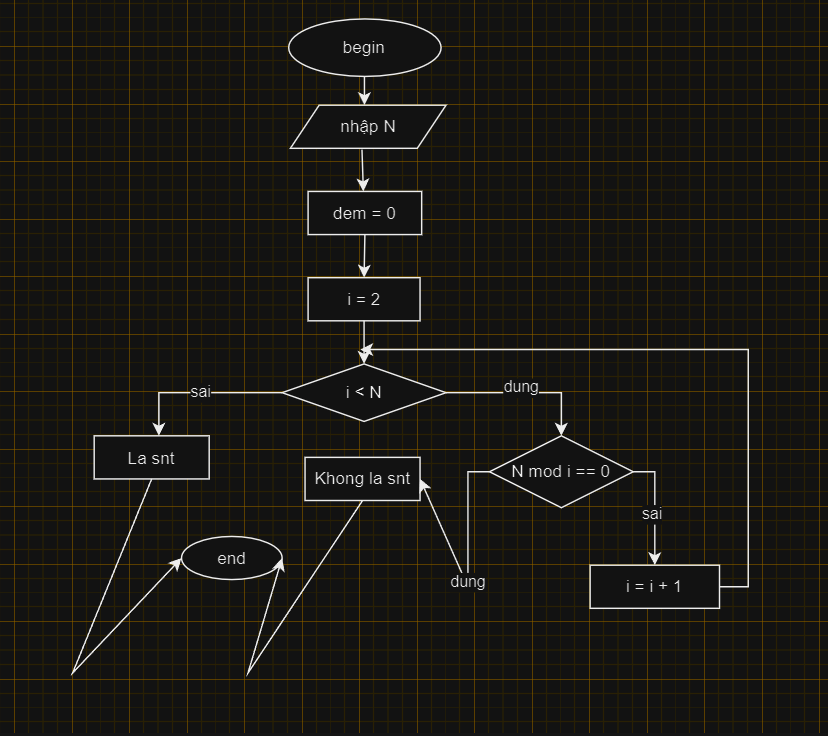 begin
nhập N
dem = 0
i = 2
i < N
sai
dung
La snt
Khong la snt
N mod i == 0
sai
end
dung
i = i + 1